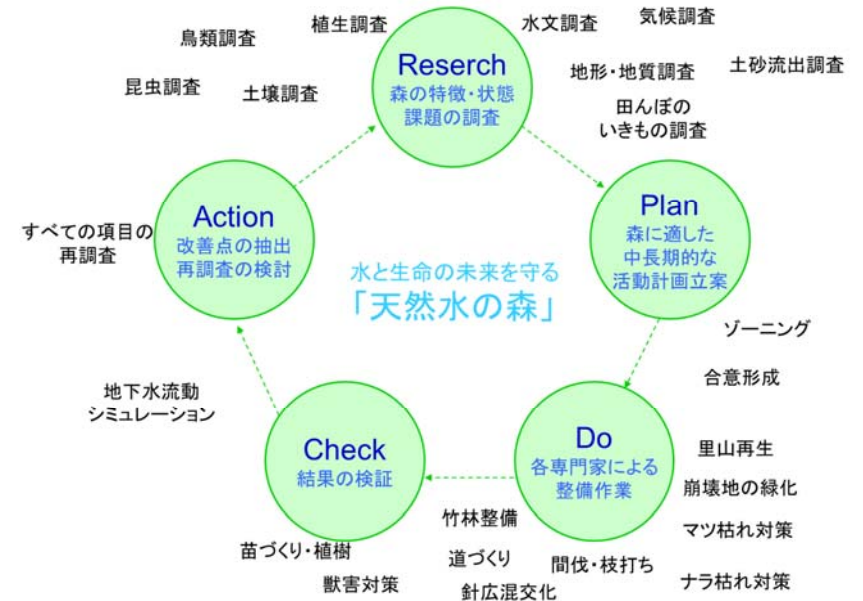 鳥類調査
植生調査
水文調査
気候調査
昆虫調査
土壌調査
地形・地質調査
土砂流出調査
田んぼの
いきもの調査
Reserch
森の特徴・状態
課題の調査
Plan
森に適した
中長期的な
活動計画立案
ゾーニング
合意形成
Do
各専門家による
整備作業
里山再生
崩壊地の緑化
マツ枯れ対策
ナラ枯れ対策
間伐・枝打ち
竹林整備
道づくり
針広混交化
苗づくり・植樹
獣害対策
Check
結果の検証
地下水流動
シミュレーション
Action
改善点の抽出
再調査の検討
すべての項目の
再調査
水と生命の未来を守る
「天然水の森」